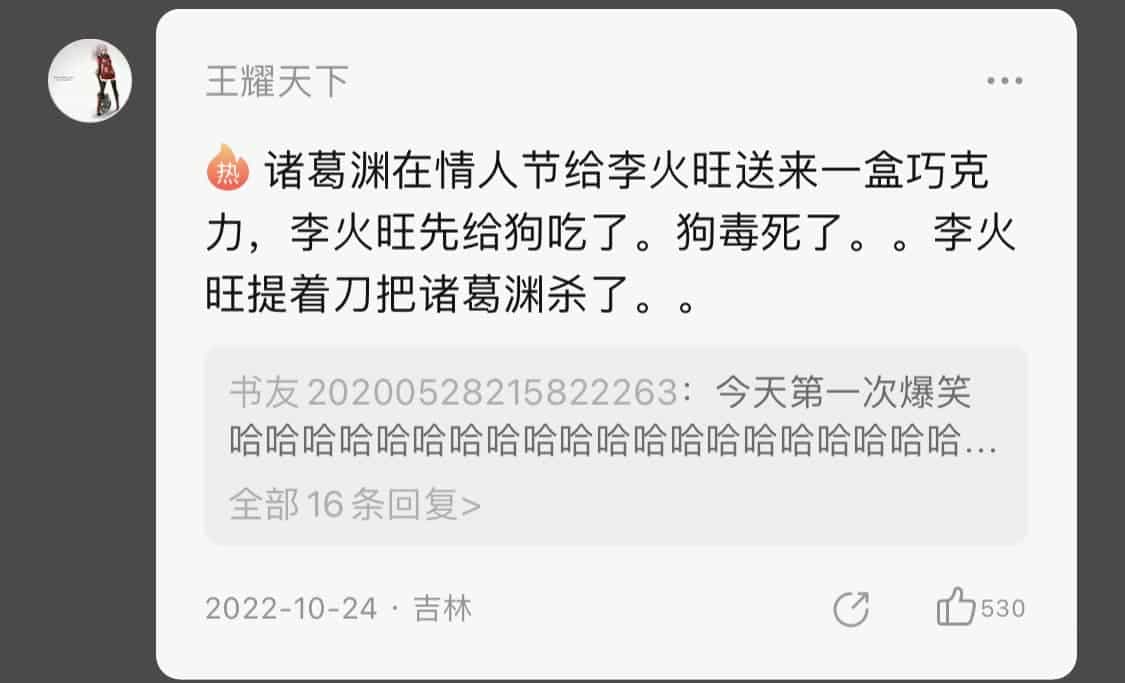 王耀天下
热 诸葛渊在情人节给李火旺送来一盒巧克
力，李火旺先给狗吃了。狗毒死了。。李火
旺提着刀把诸葛渊杀了。。
书友20200528215822263：今天第一次爆笑
哈哈哈哈哈哈哈哈哈哈哈哈哈哈哈哈哈哈哈哈...
全部16条回复>
2022-10-24 · 吉林
530